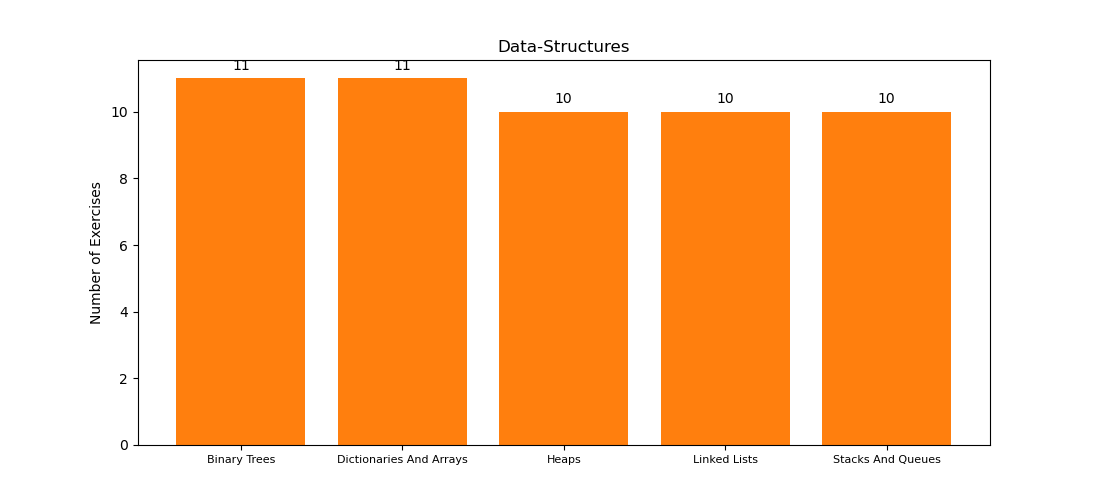 Data-Structures
11 11 10 10 10
Number of Exercises
10
8
6
4
2
0
Binary Trees Dictionaries And Arrays Heaps Linked Lists Stacks And Queues